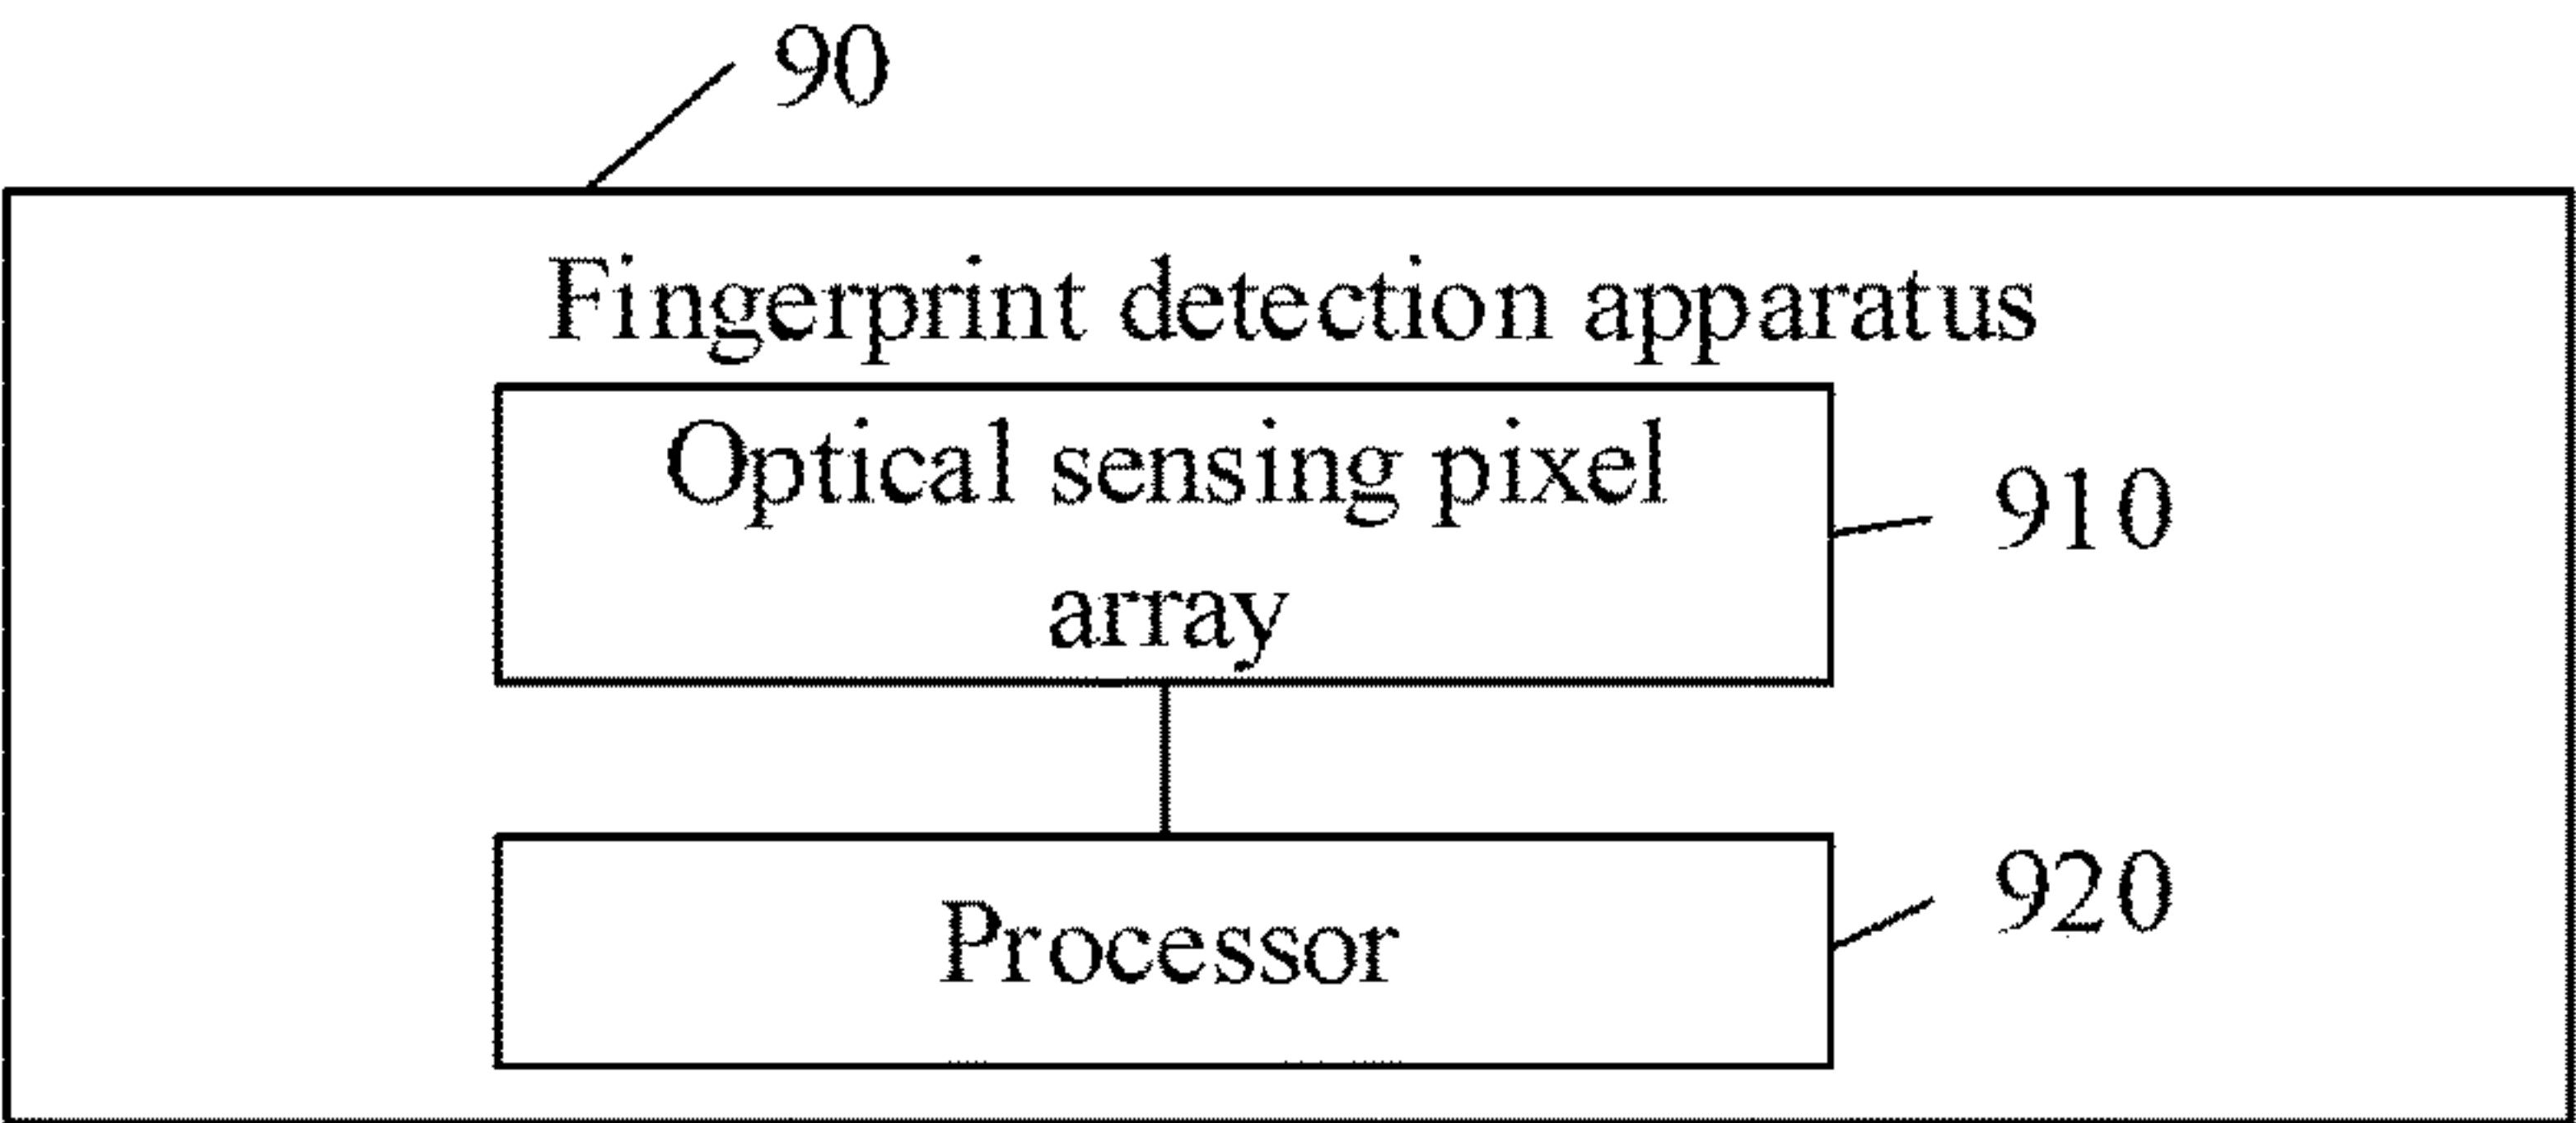 90
Fingerprint detection apparatus
Optical sensing pixel
array
910
Processor
920